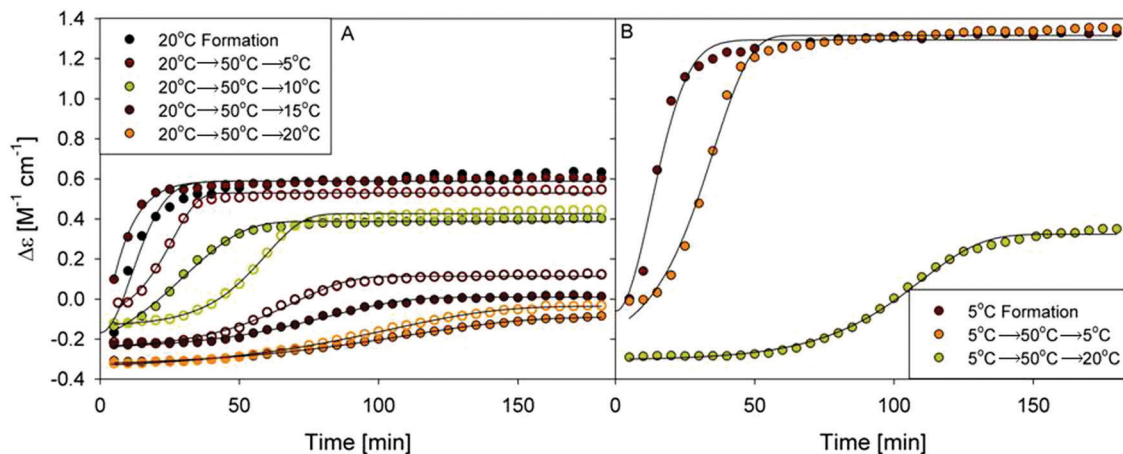 1.4
1.2
1.0
0.8
0.6
0.4
0.2
0.0
-0.2
-0.4
Δε [M⁻¹ cm⁻¹]
A
20°C Formation
20°C→50°C→5°C
20°C→50°C→10°C
20°C→50°C→15°C
20°C→50°C→20°C
0 50 100 150
Time [min]
B
5°C Formation
5°C→50°C→5°C
5°C→50°C→20°C
0 50 100 150
Time [min]